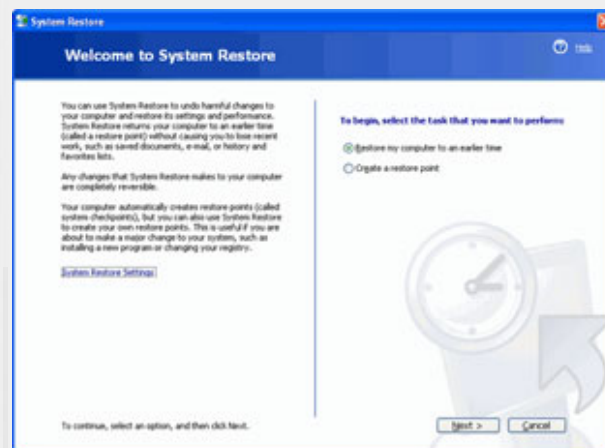 System Restore
Welcome to System Restore
Help
You can use System Restore to undo harmful changes to
your computer and restore its settings and performance.
System Restore returns your computer to an earlier time
(called a restore point) without causing you to lose recent
work, such as saved documents, e-mail, or history and
favorites lists.
Any changes that System Restore makes to your computer
are completely reversible.
Your computer automatically creates restore points (called
system checkpoints), but you can also use System Restore
to create your own restore points. This is useful if you are
about to make a major change to your system, such as
installing a new program or changing your registry.
System Restore Settings
To begin, select the task that you want to perform:
Restore my computer to an earlier time
Create a restore point
To continue, select an option, and then click Next.
Next >
Cancel